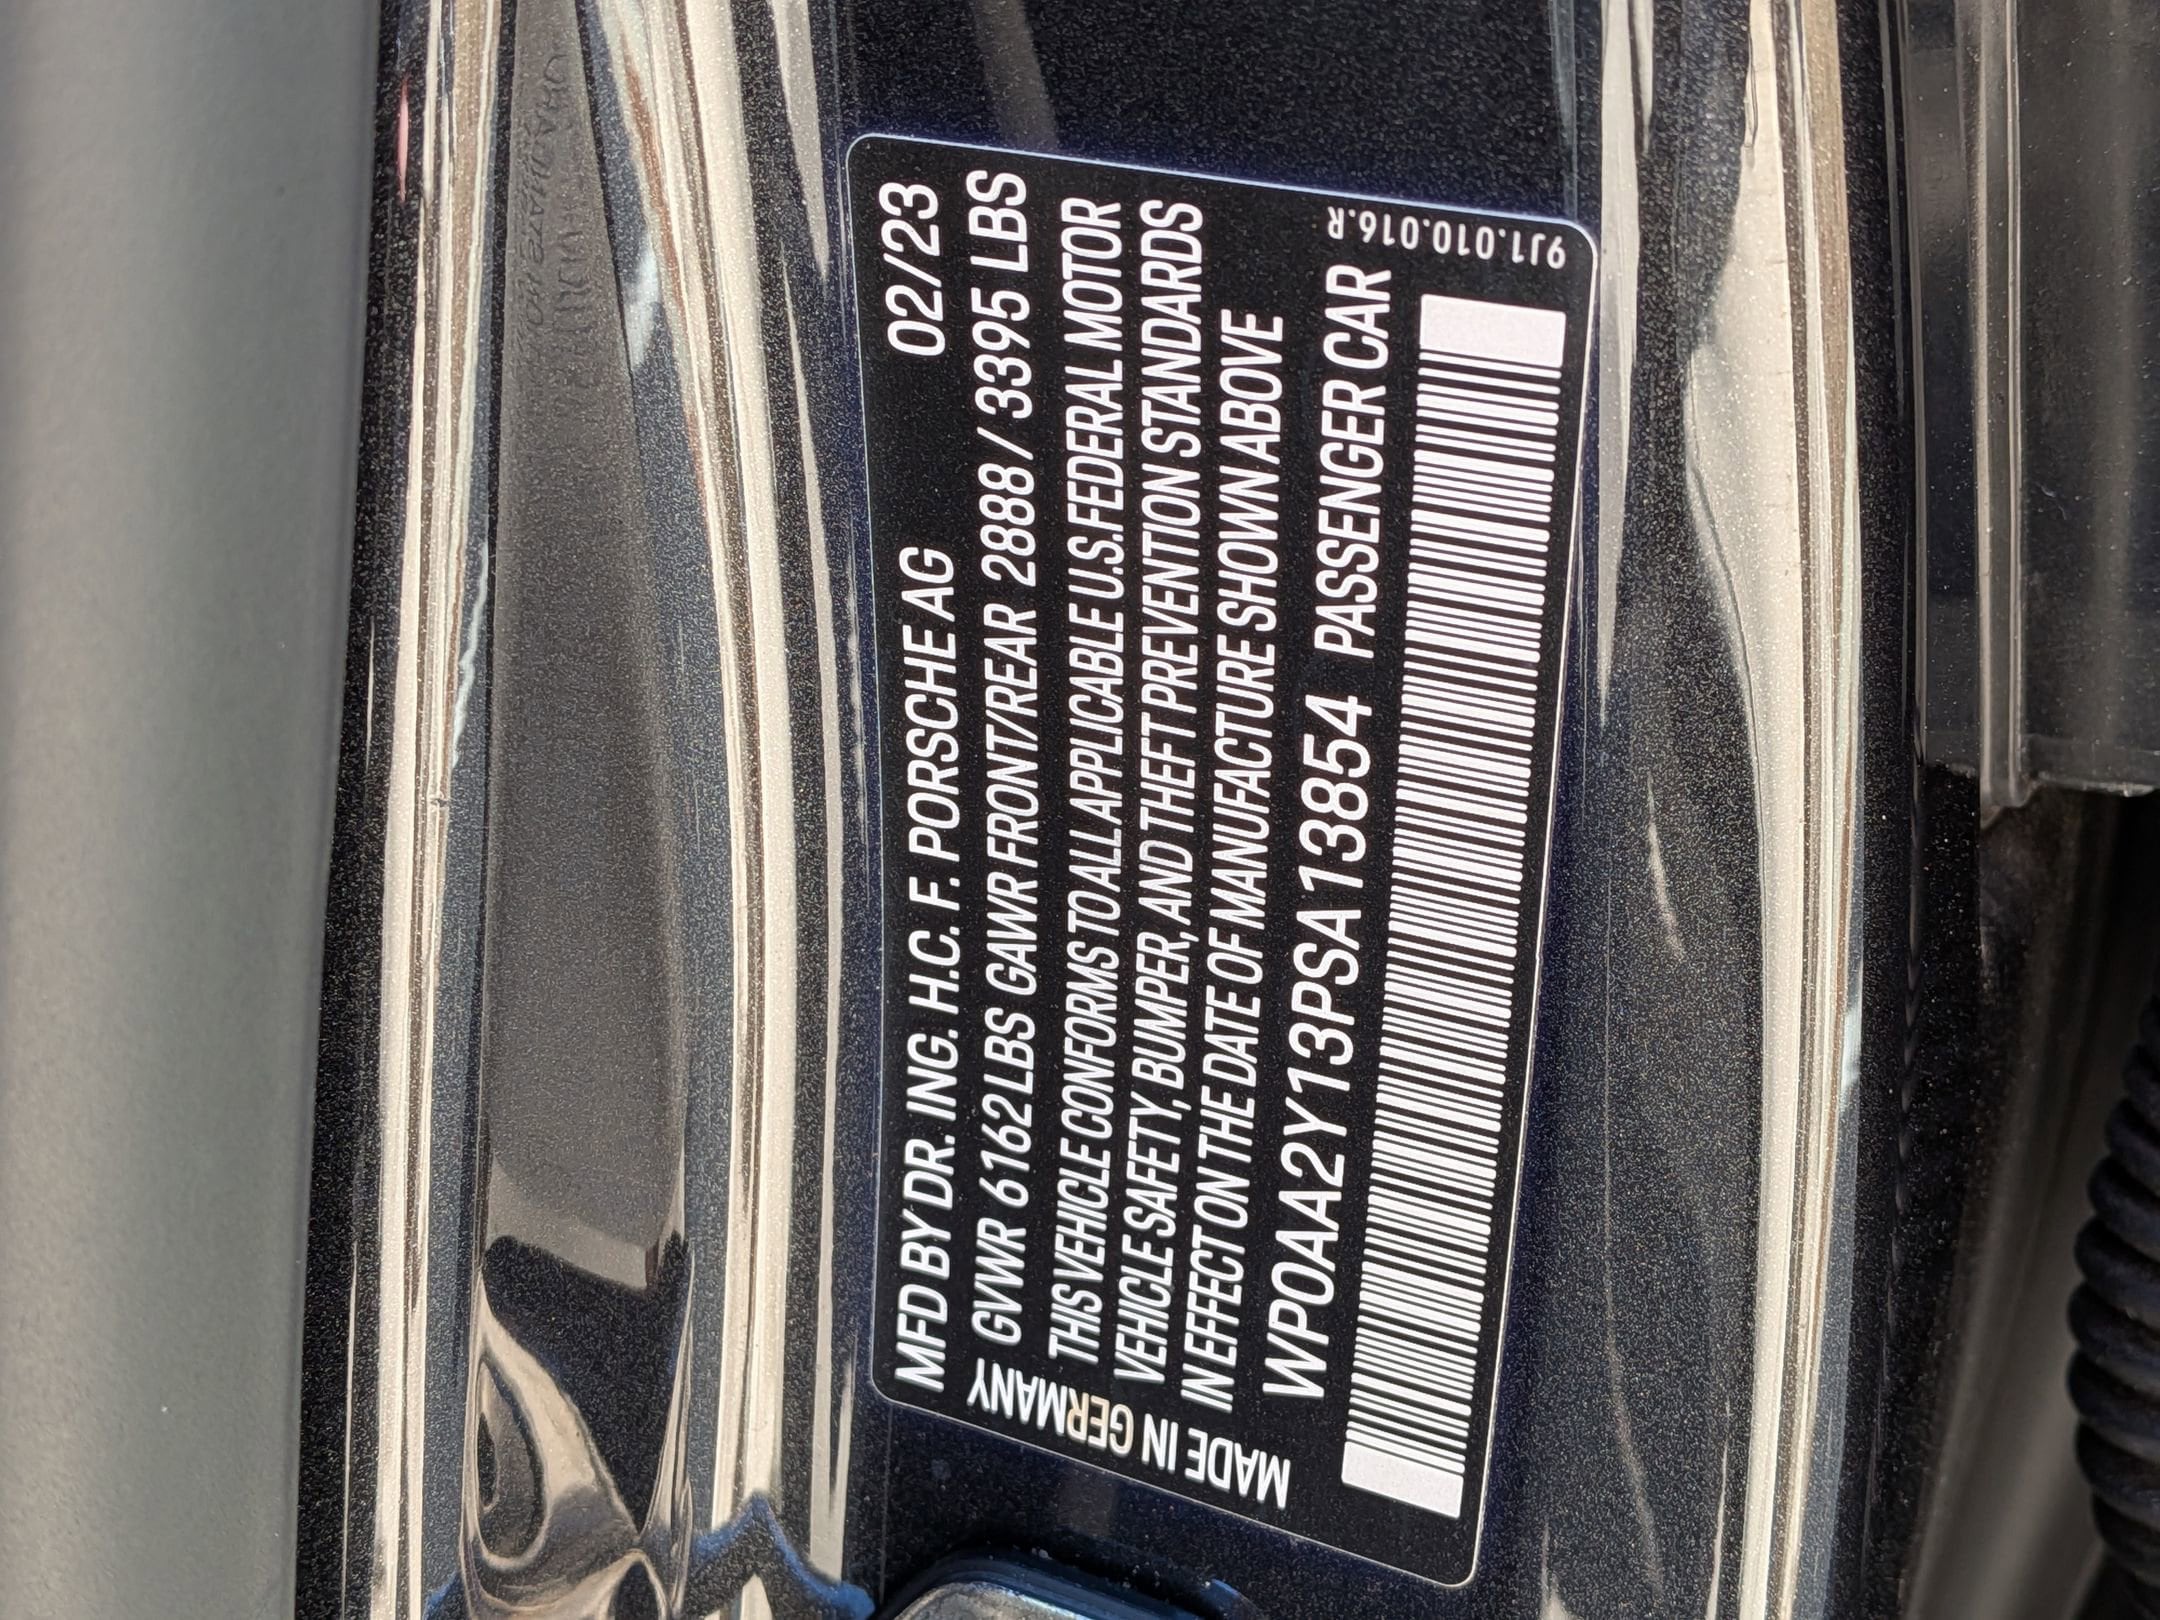 MFD BY DR. ING. H.C. F. PORSCHE AG 02/23
GVWR 6162LBS GAWR FRONT/REAR 2888 / 3395 LBS
THIS VEHICLE CONFORMS TO ALL APPLICABLE U.S. FEDERAL MOTOR
VEHICLE SAFETY, BUMPER, AND THEFT PREVENTION STANDARDS
IN EFFECT ON THE DATE OF MANUFACTURE SHOWN ABOVE
WP0AA2Y13PSA13854 PASSENGER CAR
MADE IN GERMANY
9J1.010.016.R